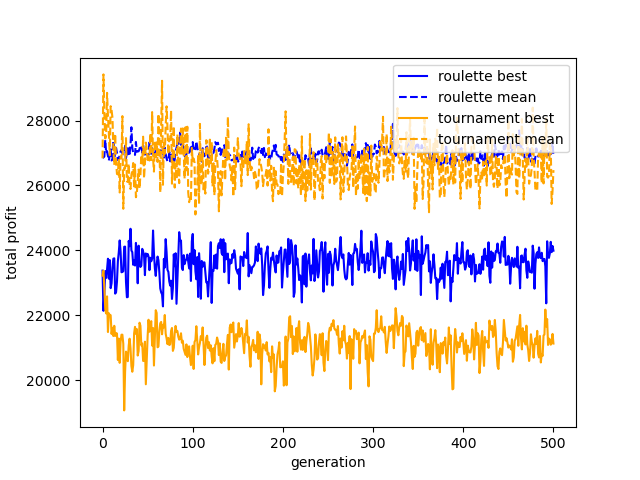 roulette best
roulette mean
tournament best
tournament mean
28000
26000
24000
22000
20000
total profit
0 100 200 300 400 500
generation